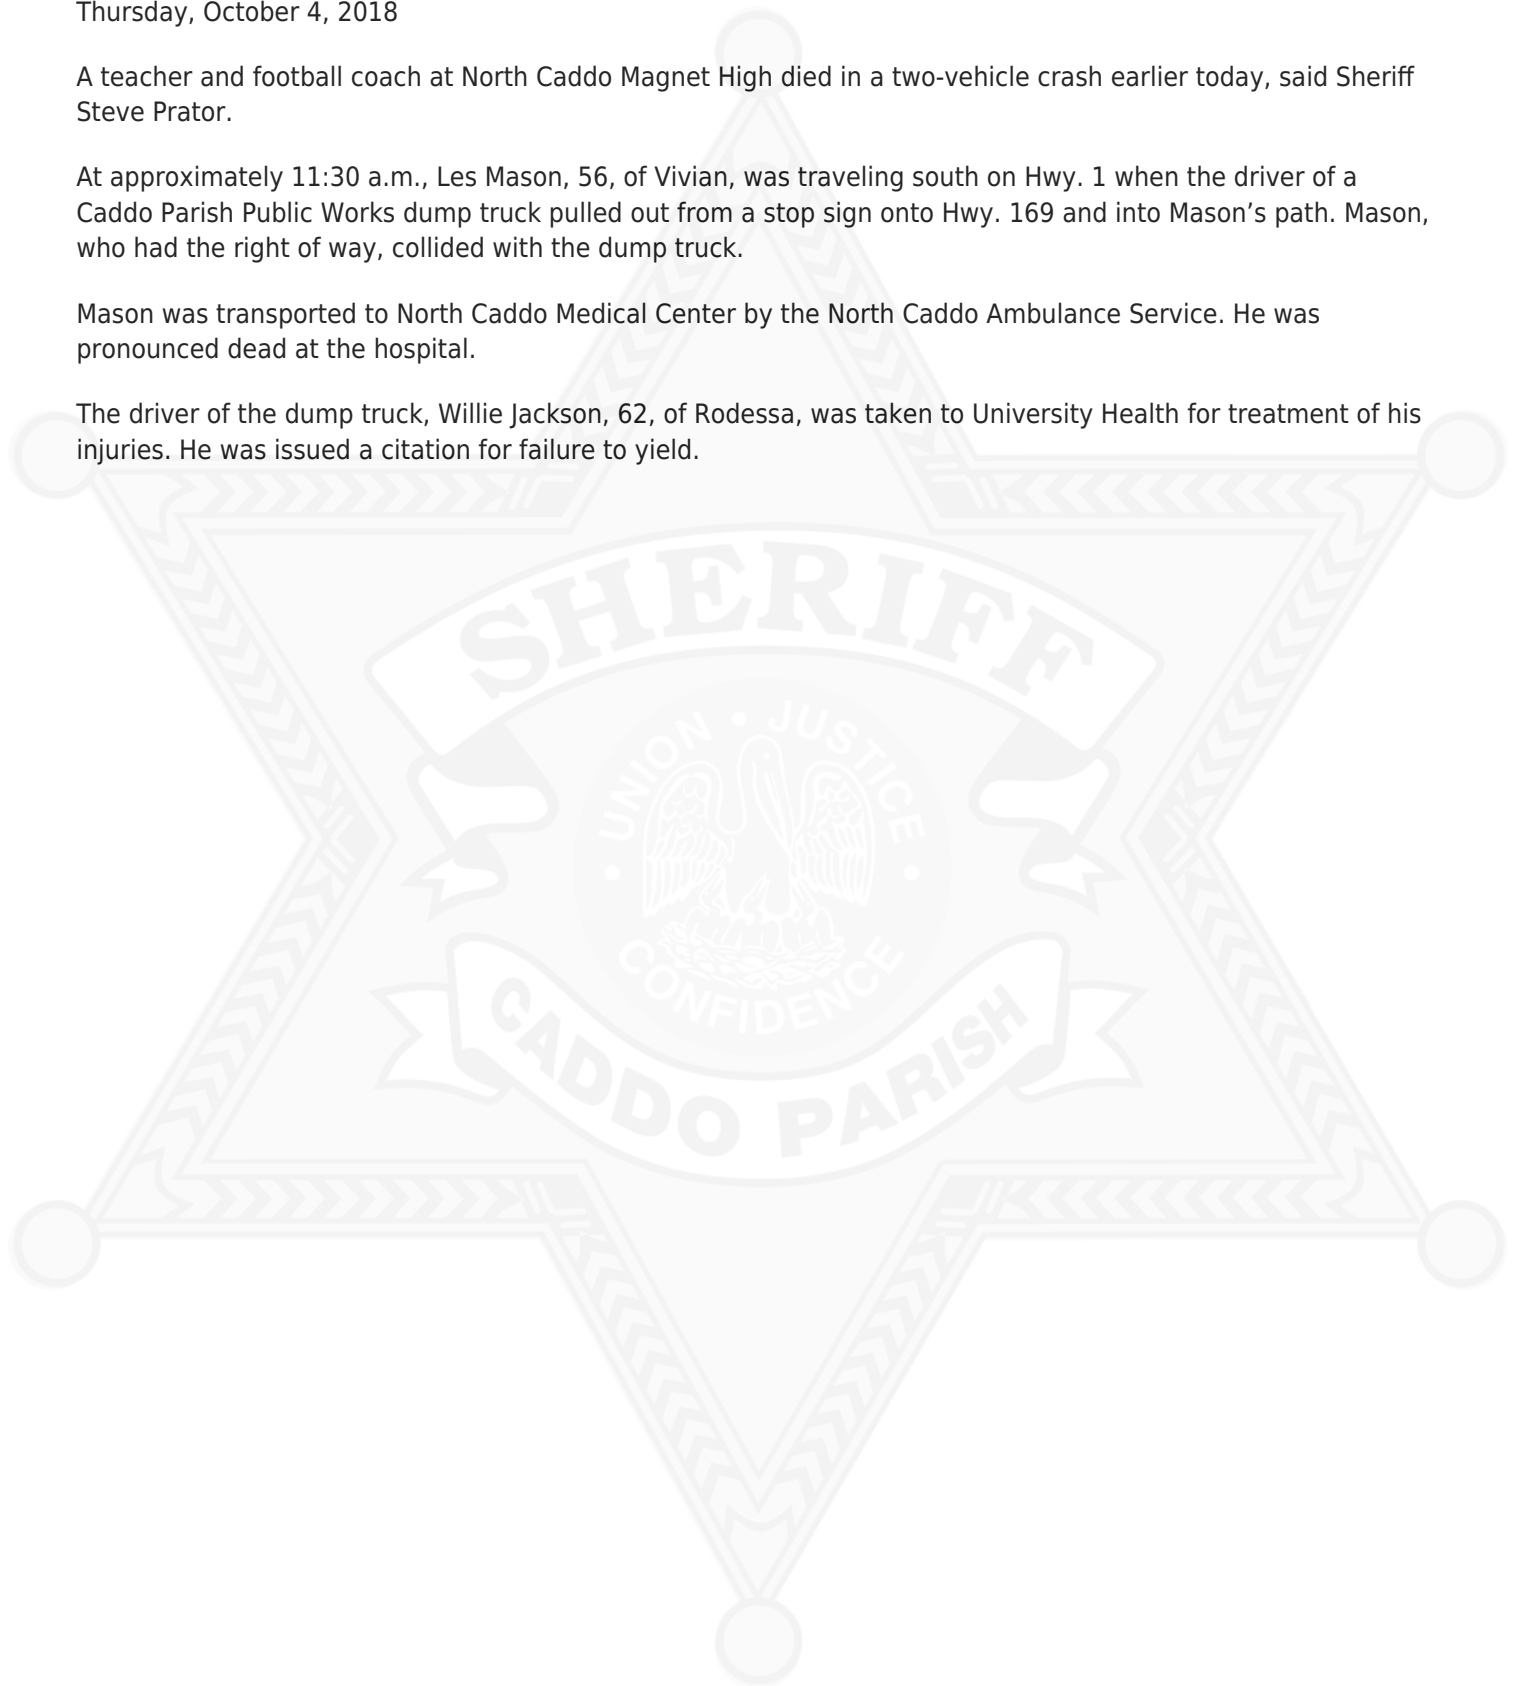 Thursday, October 4, 2018
A teacher and football coach at North Caddo Magnet High died in a two-vehicle crash earlier today, said Sheriff
Steve Prator.
At approximately 11:30 a.m., Les Mason, 56, of Vivian, was traveling south on Hwy. 1 when the driver of a
Caddo Parish Public Works dump truck pulled out from a stop sign onto Hwy. 169 and into Mason’s path. Mason,
who had the right of way, collided with the dump truck.
Mason was transported to North Caddo Medical Center by the North Caddo Ambulance Service. He was
pronounced dead at the hospital.
The driver of the dump truck, Willie Jackson, 62, of Rodessa, was taken to University Health for treatment of his
injuries. He was issued a citation for failure to yield.
SHERIFF
UNION • JUSTICE •
• CONFIDENCE
CADDO PARISH